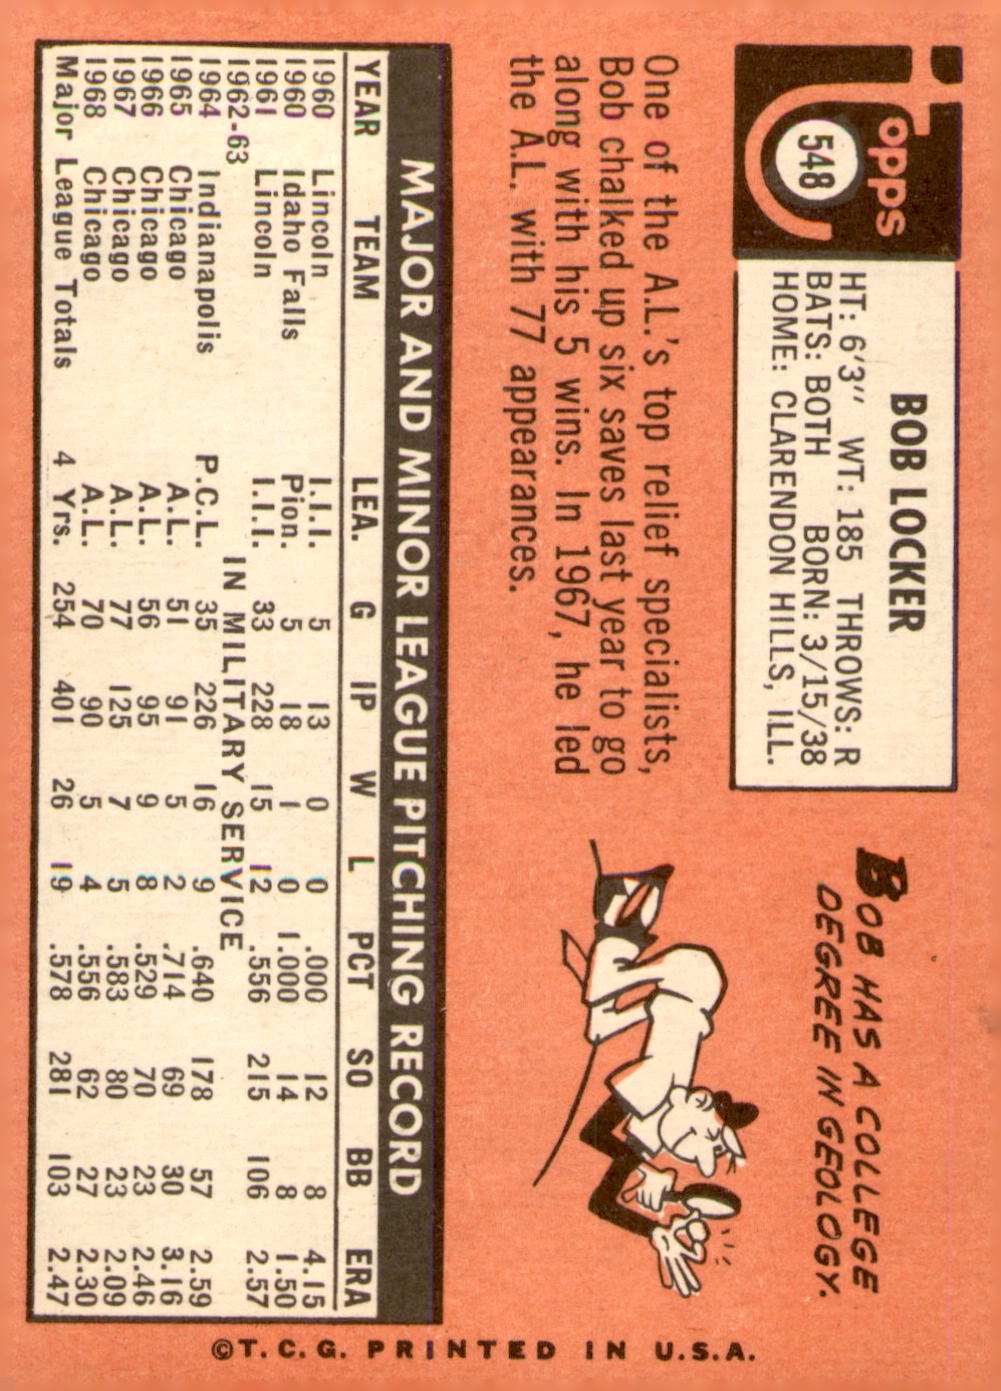 Topps
548
BOB LOCKER
HT: 6'3" WT: 185 THROWS: R
BATS: BOTH BORN: 3/15/38
HOME: CLARENDON HILLS, ILL.
BOB HAS A COLLEGE
DEGREE IN GEOLOGY.
One of the A.L.'s top relief specialists,
Bob chalked up six saves last year to go
along with his 5 wins. In 1967, he led
the A.L. with 77 appearances.
MAJOR AND MINOR LEAGUE PITCHING RECORD
YEAR TEAM LEA. G IP W L PCT SO BB ERA
1960 Lincoln I.I.I. 5 13 0 0 .000 12 8 4.15
1960 Idaho Falls Pion. 5 18 1 0 1.000 14 8 1.50
1961 Lincoln I.I.I. 33 228 15 12 .556 215 106 2.57
1962-63 IN MILITARY SERVICE
1964 Indianapolis P.C.L. 35 226 16 9 .640 178 57 2.59
1965 Chicago A.L. 51 91 5 2 .714 69 30 3.16
1966 Chicago A.L. 56 95 9 8 .529 70 23 2.46
1967 Chicago A.L. 77 125 7 5 .583 80 23 2.09
1968 Chicago A.L. 70 90 5 4 .556 62 27 2.30
Major League Totals 4 Yrs. 254 401 26 19 .578 281 103 2.47
©T.C.G. PRINTED IN U.S.A.